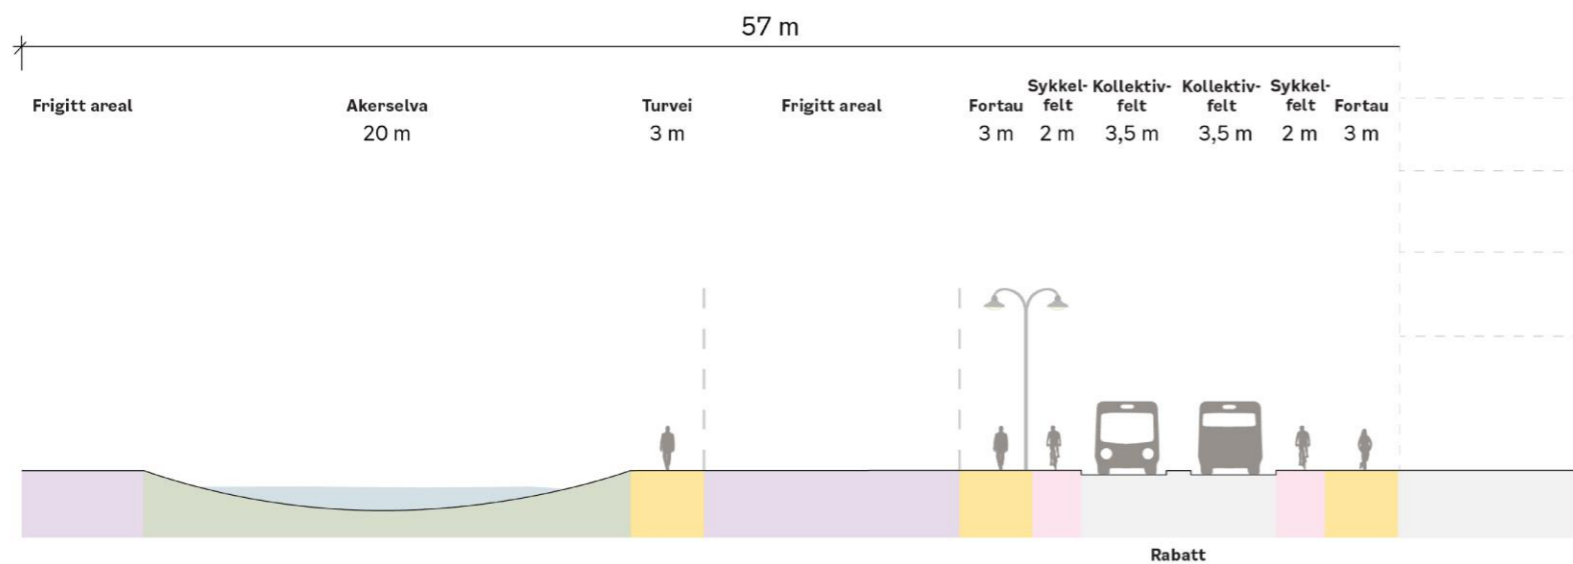 57 m
Frigitt areal
Akerselva
20 m
Turvei
3 m
Frigitt areal
Fortau
3 m
Sykkel-
felt
2 m
Kollektiv-
felt
3,5 m
Kollektiv-
felt
3,5 m
Sykkel-
felt
2 m
Fortau
3 m
Rabatt